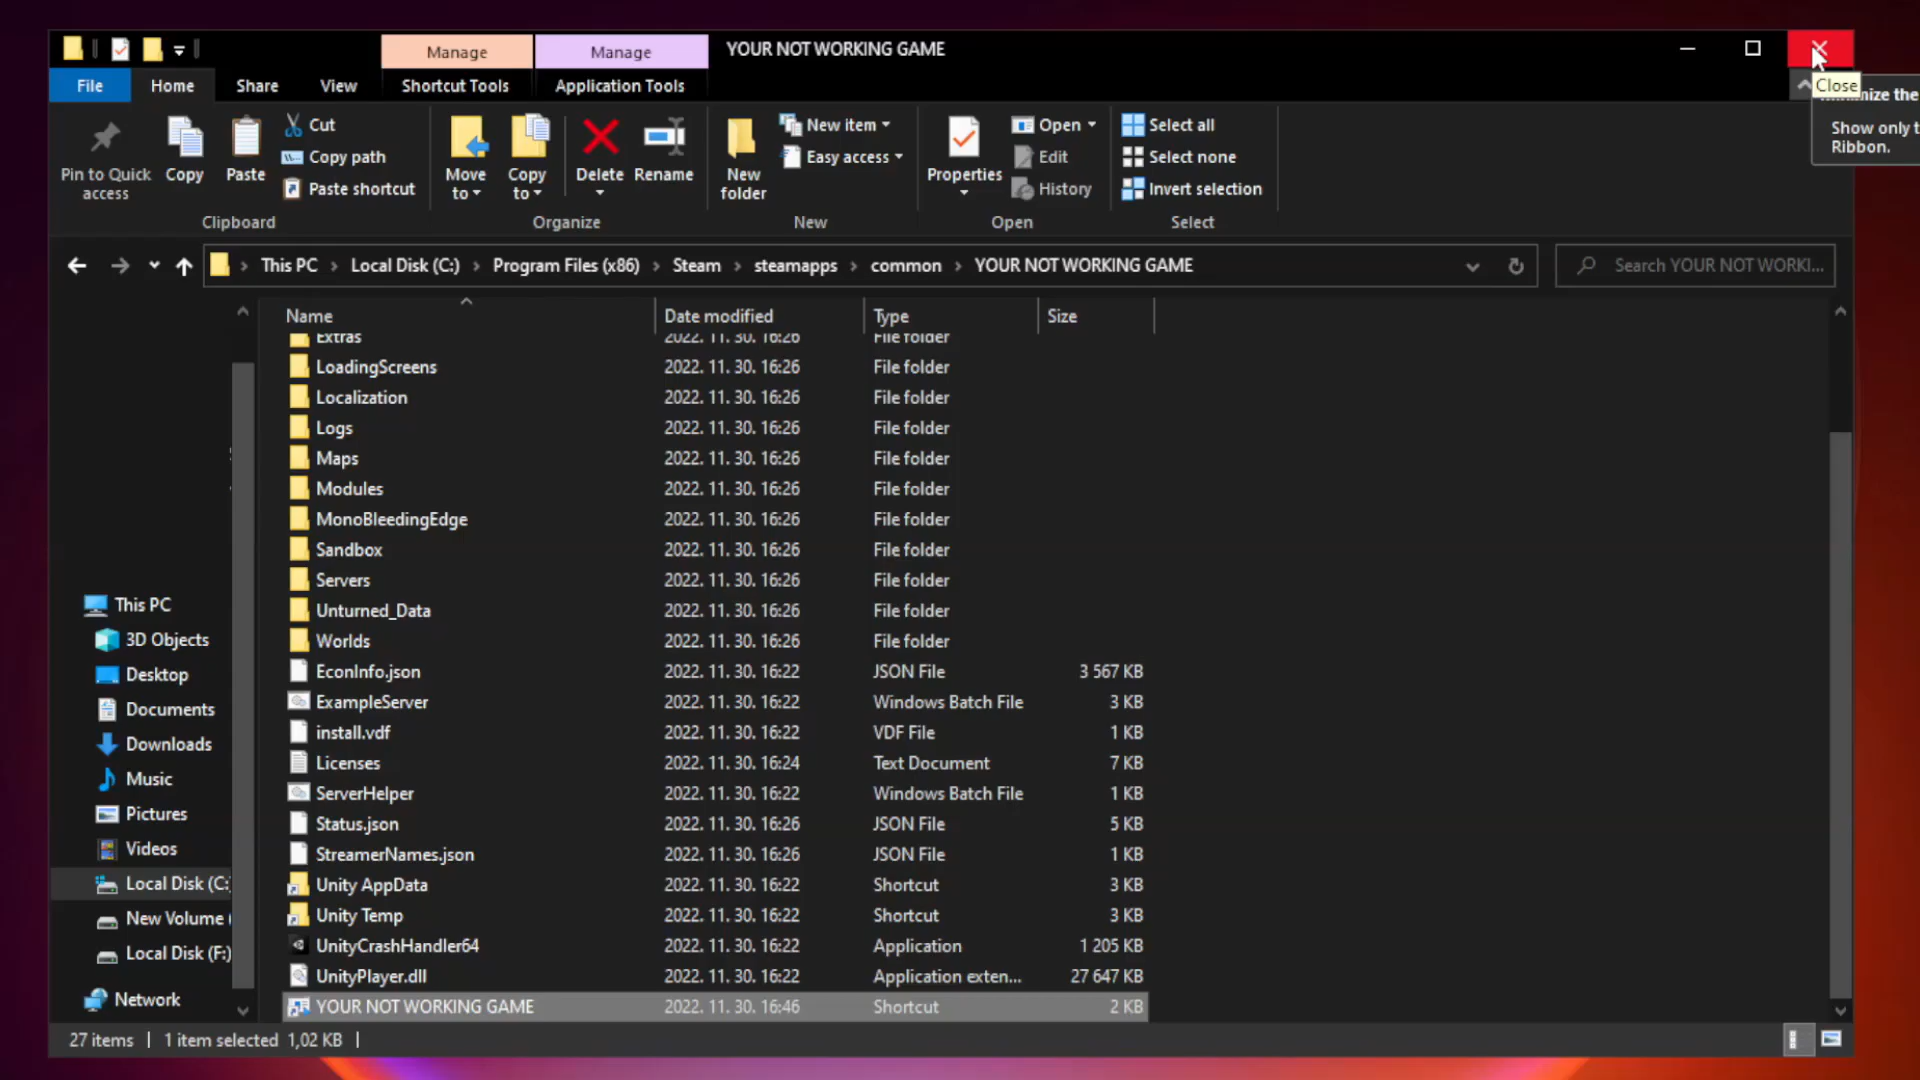 Manage
Manage
YOUR NOT WORKING GAME
File
Home
Share
View
Shortcut Tools
Application Tools
Close
the
Show only t
Ribbon.
Pin to Quick
access
Copy
Paste
Cut
Copy path
Paste shortcut
Clipboard
Move
to
Copy
to
Delete
Rename
Organize
New
folder
New item
Easy access
New
Properties
Open
Edit
History
Open
Select all
Select none
Invert selection
Select
This PC
Local Disk (C:)
Program Files (x86)
Steam
steamapps
common
YOUR NOT WORKING GAME
Search YOUR NOT WORKI...
This PC
3D Objects
Desktop
Documents
Downloads
Music
Pictures
Videos
Local Disk (C:)
New Volume (
Local Disk (F:)
Network
Name Date modified Type Size
Extras 2022. 11. 30. 16:26 File folder
LoadingScreens 2022. 11. 30. 16:26 File folder
Localization 2022. 11. 30. 16:26 File folder
Logs 2022. 11. 30. 16:26 File folder
Maps 2022. 11. 30. 16:26 File folder
Modules 2022. 11. 30. 16:26 File folder
MonoBleedingEdge 2022. 11. 30. 16:26 File folder
Sandbox 2022. 11. 30. 16:26 File folder
Servers 2022. 11. 30. 16:26 File folder
Unturned_Data 2022. 11. 30. 16:26 File folder
Worlds 2022. 11. 30. 16:26 File folder
EconInfo.json 2022. 11. 30. 16:22 JSON File 3 567 KB
ExampleServer 2022. 11. 30. 16:22 Windows Batch File 3 KB
install.vdf 2022. 11. 30. 16:22 VDF File 1 KB
Licenses 2022. 11. 30. 16:24 Text Document 7 KB
ServerHelper 2022. 11. 30. 16:22 Windows Batch File 1 KB
Status.json 2022. 11. 30. 16:26 JSON File 5 KB
StreamerNames.json 2022. 11. 30. 16:26 JSON File 1 KB
Unity AppData 2022. 11. 30. 16:22 Shortcut 3 KB
Unity Temp 2022. 11. 30. 16:22 Shortcut 3 KB
UnityCrashHandler64 2022. 11. 30. 16:22 Application 1 205 KB
UnityPlayer.dll 2022. 11. 30. 16:22 Application exten... 27 647 KB
YOUR NOT WORKING GAME 2022. 11. 30. 16:46 Shortcut 2 KB
27 items
1 item selected 1,02 KB